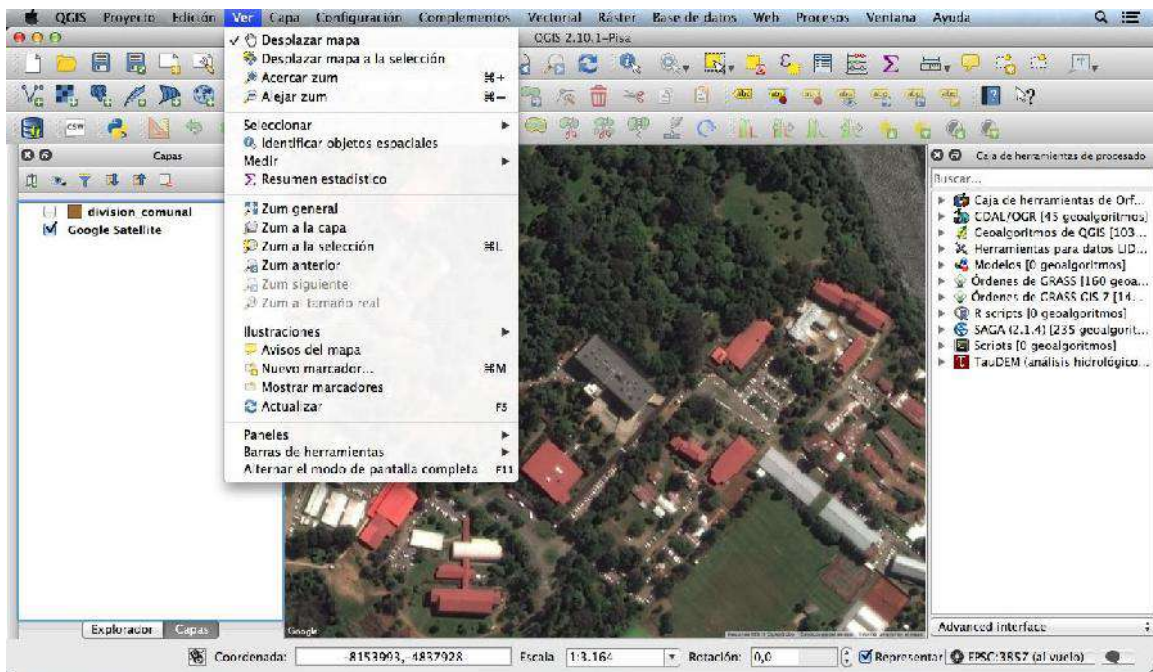 QGIS Proyecto Edición Ver Capa Configuración Complementos Vectorial Ráster Base de datos Web Procesos Ventana Ayuda
QGIS 2.10.1-Pisa
Desplazar mapa
Desplazar mapa a la selección
Acercar zum ⌘+
Alejar zum ⌘−
Seleccionar
Identificar objetos espaciales
Medir
Resumen estadístico
Zum general
Zum a la capa
Zum a la selección ⌘L
Zum anterior
Zum siguiente
Zum al tamaño real
Ilustraciones
Avisos del mapa
Nuevo marcador... ⌘M
Mostrar marcadores
Actualizar F5
Paneles
Barras de herramientas
Alternar el modo de pantalla completa F11
CSW
abc
Capas
division_comunal
Google Satellite
Explorador Capas
Google
Caja de herramientas de procesado
Buscar...
Caja de herramientas de Orf...
GDAL/OGR [45 geoalgoritmos]
Geoalgoritmos de QGIS [103...
Herramientas para datos LID...
Modelos [0 geoalgoritmos]
Órdenes de GRASS [160 geoa...
Órdenes de GRASS GIS 7 [14...
R scripts [0 geoalgoritmos]
SAGA (2.1.4) [235 geoalgorit...
Scripts [0 geoalgoritmos]
TauDEM (análisis hidrológico...
Advanced interface
Coordenada: -8153993,-4837928 Escala 1:3.164 Rotación: 0,0 Representar EPSG:3857 (al vuelo)